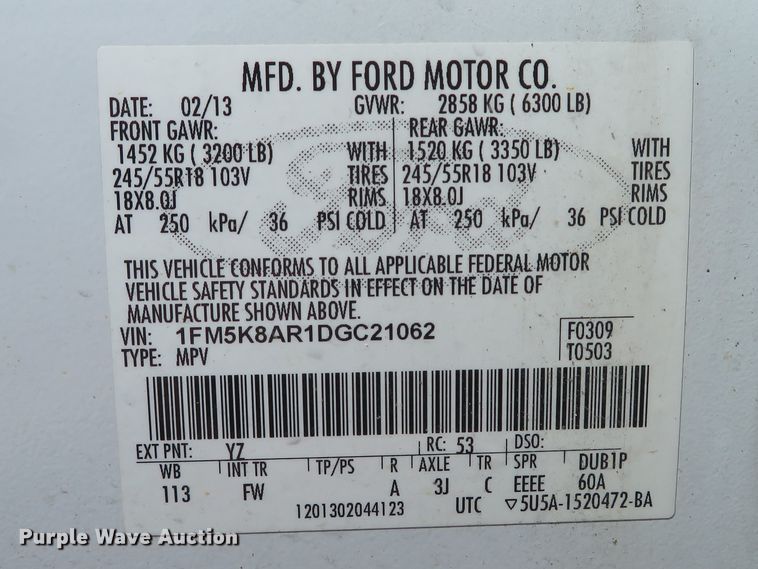 MFD. BY FORD MOTOR CO.
DATE: 02/13 GVWR: 2858 KG ( 6300 LB)
FRONT GAWR: REAR GAWR:
1452 KG ( 3200 LB) WITH 1520 KG ( 3350 LB) WITH
245/55R18 103V TIRES 245/55R18 103V TIRES
18X8.0J RIMS 18X8.0J RIMS
AT 250 kPa/ 36 PSI COLD AT 250 kPa/ 36 PSI COLD
THIS VEHICLE CONFORMS TO ALL APPLICABLE FEDERAL MOTOR
VEHICLE SAFETY STANDARDS IN EFFECT ON THE DATE OF
MANUFACTURE SHOWN ABOVE.
VIN: 1FM5K8AR1DGC21062 F0309
TYPE: MPV T0503
EXT PNT: YZ RC: 53 DSO:
WB INT TR TP/PS R AXLE TR SPR DUB1P
113 FW A 3J C EEEE 60A
1201302044123 UTC ▽5U5A-1520472-BA
Purple Wave Auction